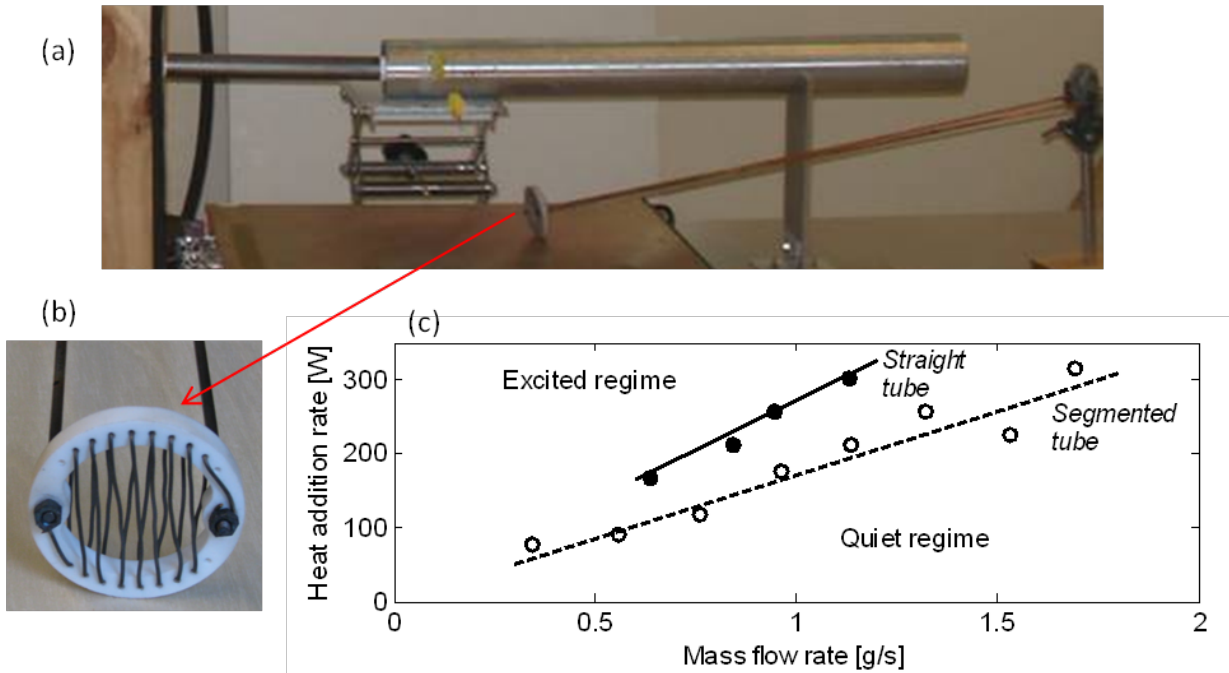 (a)
(b)
(c)
Heat addition rate [W]
300
200
100
0
Excited regime
Straight
tube
Segmented
tube
Quiet regime
0
0.5
1
1.5
2
Mass flow rate [g/s]